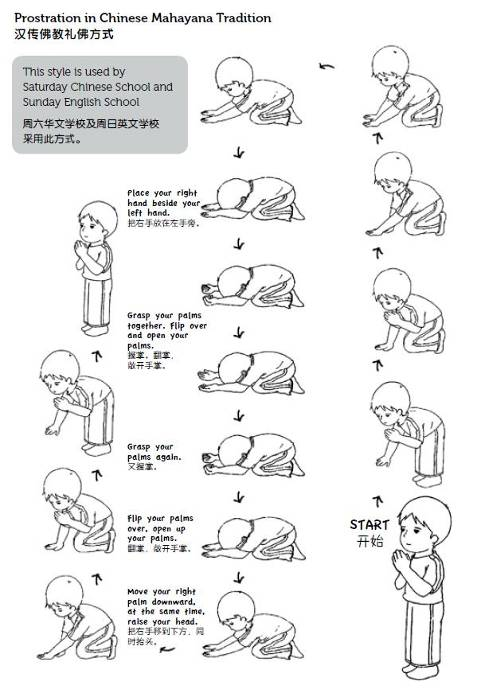 Prostration in Chinese Mahayana Tradition
汉传佛教礼佛方式
This style is used by
Saturday Chinese School and
Sunday English School
周六华文学校及周日英文学校
采用此方式。
Place your right
hand beside your
left hand.
把右手放在左手旁。
Grasp your palms
together, flip over
and open your
palms.
握掌，翻掌，
敞开手掌。
Grasp your
palms again.
又握掌。
Flip your palms
over, open up
your palms.
翻掌，敞开手掌。
Move your right
palm downward,
at the same time,
raise your head.
把右手移到下方，同
时抬头。
START
开始